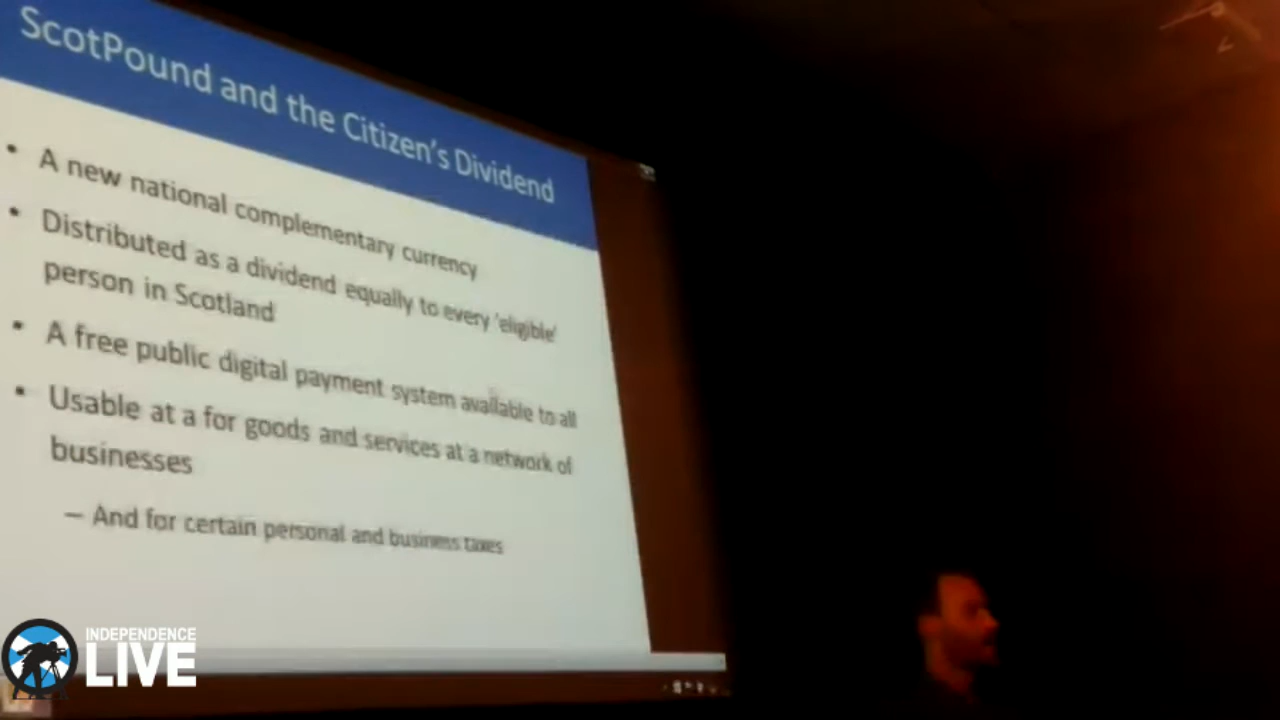 ScotPound and the Citizen's Dividend
• A new national complementary currency
• Distributed as a dividend equally to every 'eligible'
person in Scotland
• A free public digital payment system available to all
• Usable at a for goods and services at a network of
businesses
– And for certain personal and business taxes
INDEPENDENCE
LIVE